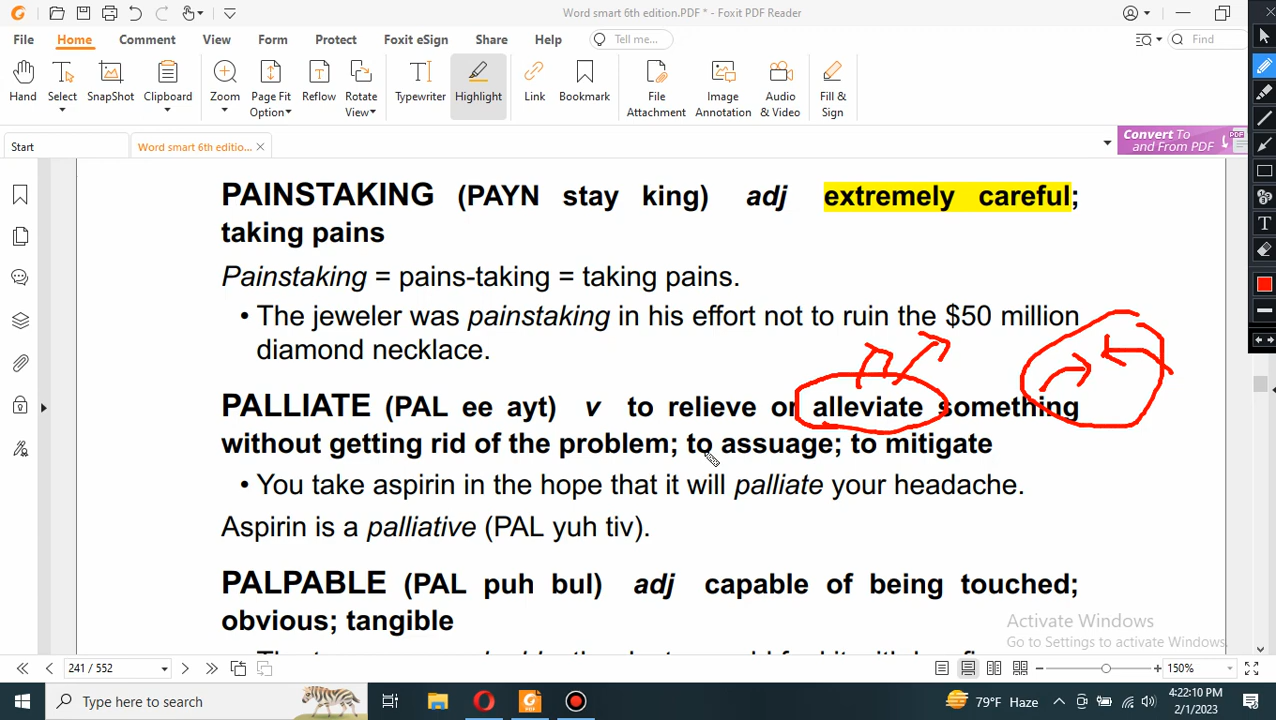 Word smart 6th edition.PDF * - Foxit PDF Reader
File Home Comment View Form Protect Foxit eSign Share Help Tell me... Find
Hand Select SnapShot Clipboard Zoom Page Fit Option Reflow Rotate View Typewriter Highlight Link Bookmark File Attachment Image Annotation Audio & Video Fill & Sign
Start Word smart 6th editio... Convert To and From PDF
PAINSTAKING (PAYN stay king) adj extremely careful;
taking pains
Painstaking = pains-taking = taking pains.
• The jeweler was painstaking in his effort not to ruin the $50 million
diamond necklace.
PALLIATE (PAL ee ayt) v to relieve or alleviate something
without getting rid of the problem; to assuage; to mitigate
• You take aspirin in the hope that it will palliate your headache.
Aspirin is a palliative (PAL yuh tiv).
PALPABLE (PAL puh bul) adj capable of being touched;
obvious; tangible
Activate Windows
Go to Settings to activate Windows.
241 / 552 150%
Type here to search 79°F Haze 4:22:10 PM
2/1/2023